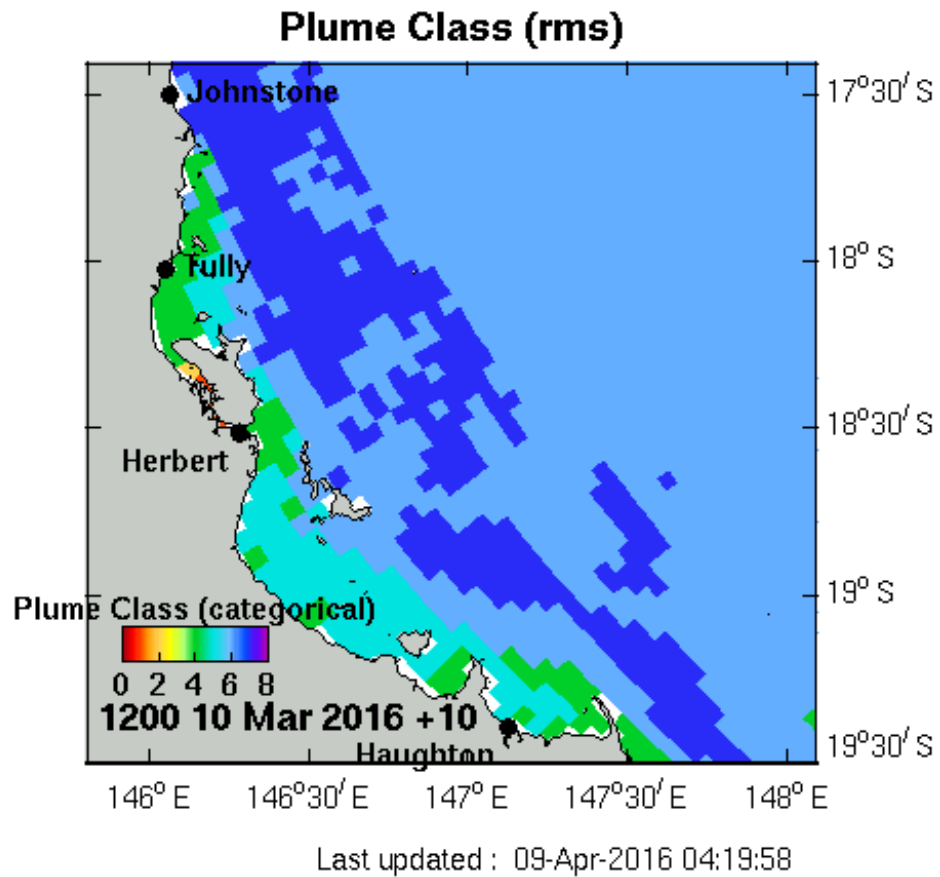 Plume Class (rms)
Johnstone
17°30′ S
Tully
18° S
18°30′ S
Herbert
19° S
Plume Class (categorical)
0 2 4 6 8
1200 10 Mar 2016 +10
19°30′ S
Haughton
146° E 146°30′ E 147° E 147°30′ E 148° E
Last updated : 09-Apr-2016 04:19:58